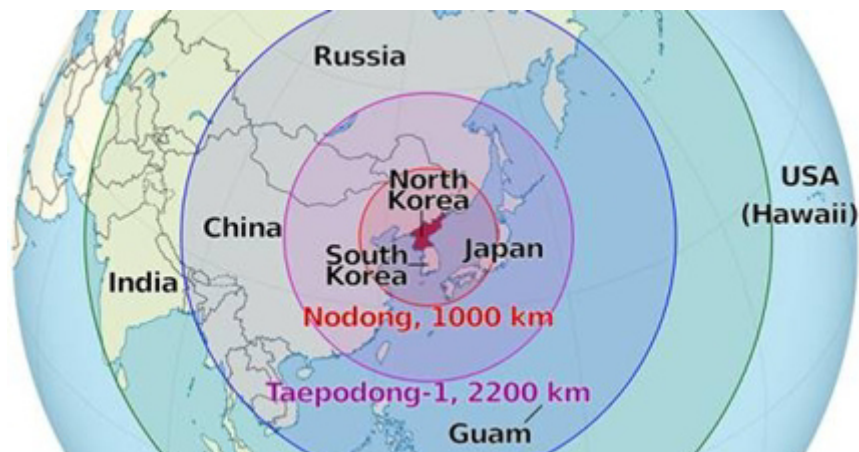 Russia
USA
(Hawaii)
North
Korea
China
Japan
South
Korea
India
Nodong, 1000 km
Taepodong-1, 2200 km
Guam